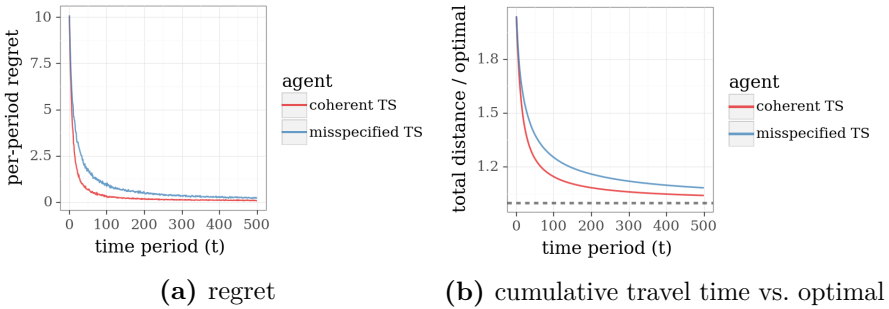 per-period regret
10
7.5
5
2.5
0
0 100 200 300 400 500
time period (t)
agent
coherent TS
misspecified TS
(a) regret
total distance / optimal
1.8
1.5
1.2
0 100 200 300 400 500
time period (t)
agent
coherent TS
misspecified TS
(b) cumulative travel time vs. optimal